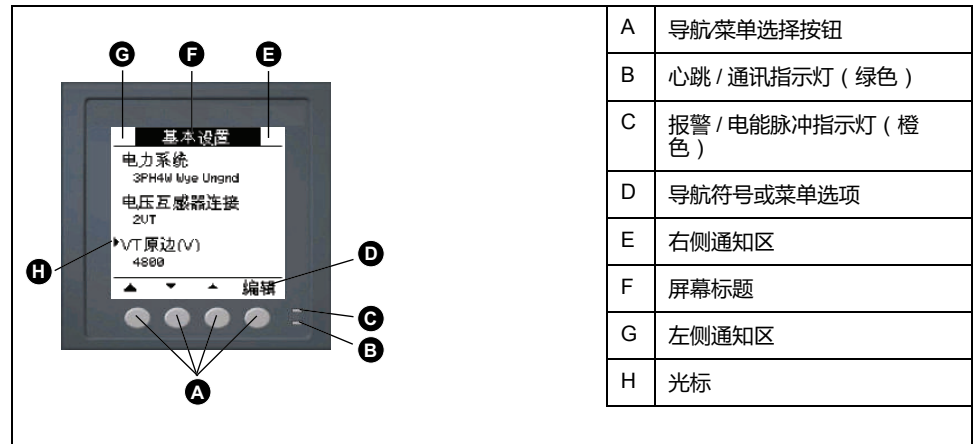 G F E
基本设置
电力系统
3PH4W Wye Ungnd
电压互感器连接
2VT
VT原边(V)
4800
编辑
H
D
C
B
A
A 导航/菜单选择按钮
B 心跳 / 通讯指示灯（绿色）
C 报警 / 电能脉冲指示灯（橙
色）
D 导航符号或菜单选项
E 右侧通知区
F 屏幕标题
G 左侧通知区
H 光标